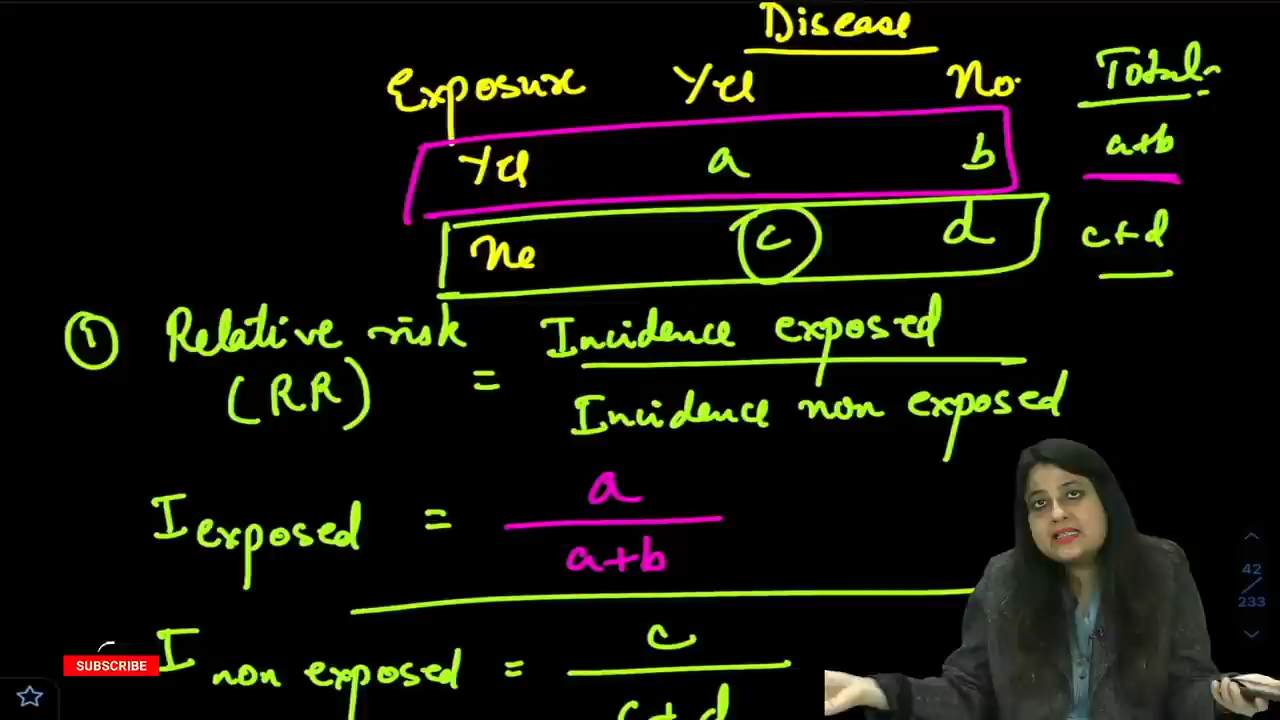 Disease
Exposure Yes No Total
Yes a b a+b
No c d c+d
① Relative risk (RR) = Incidence exposed
Incidence non exposed
I exposed = a
a+b
I non exposed = c
c+d
SUBSCRIBE
42
233